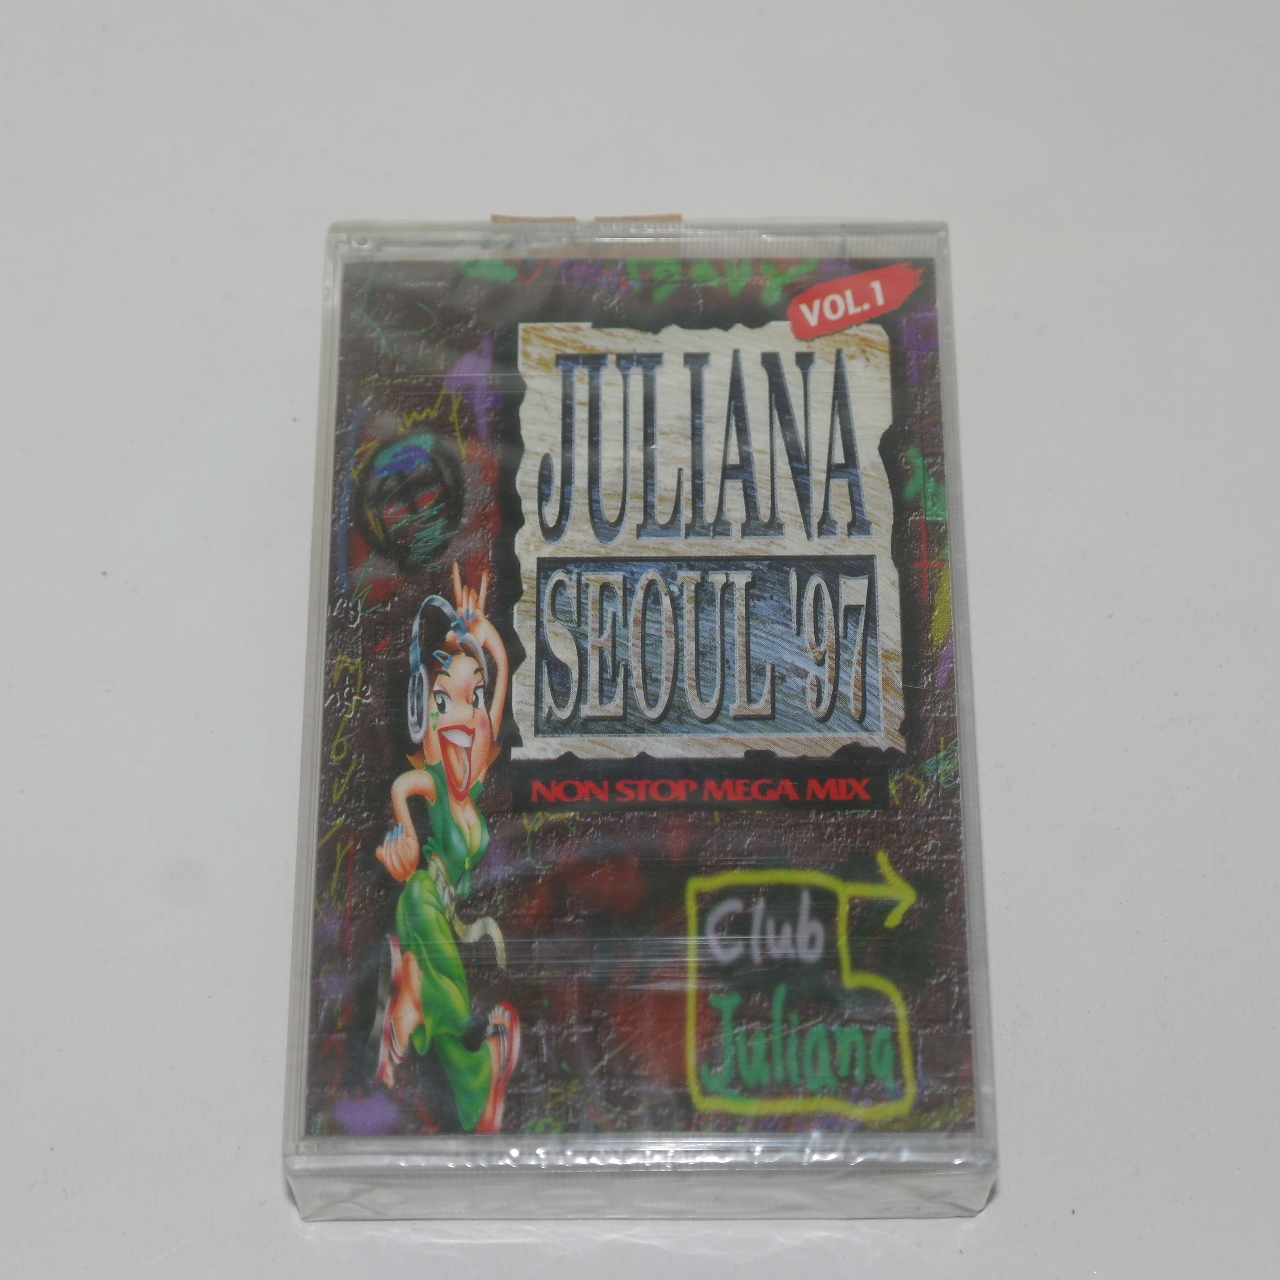 VOL.1
JULIANA
SEOUL '97
NON STOP MEGA MIX
Club
Juliana